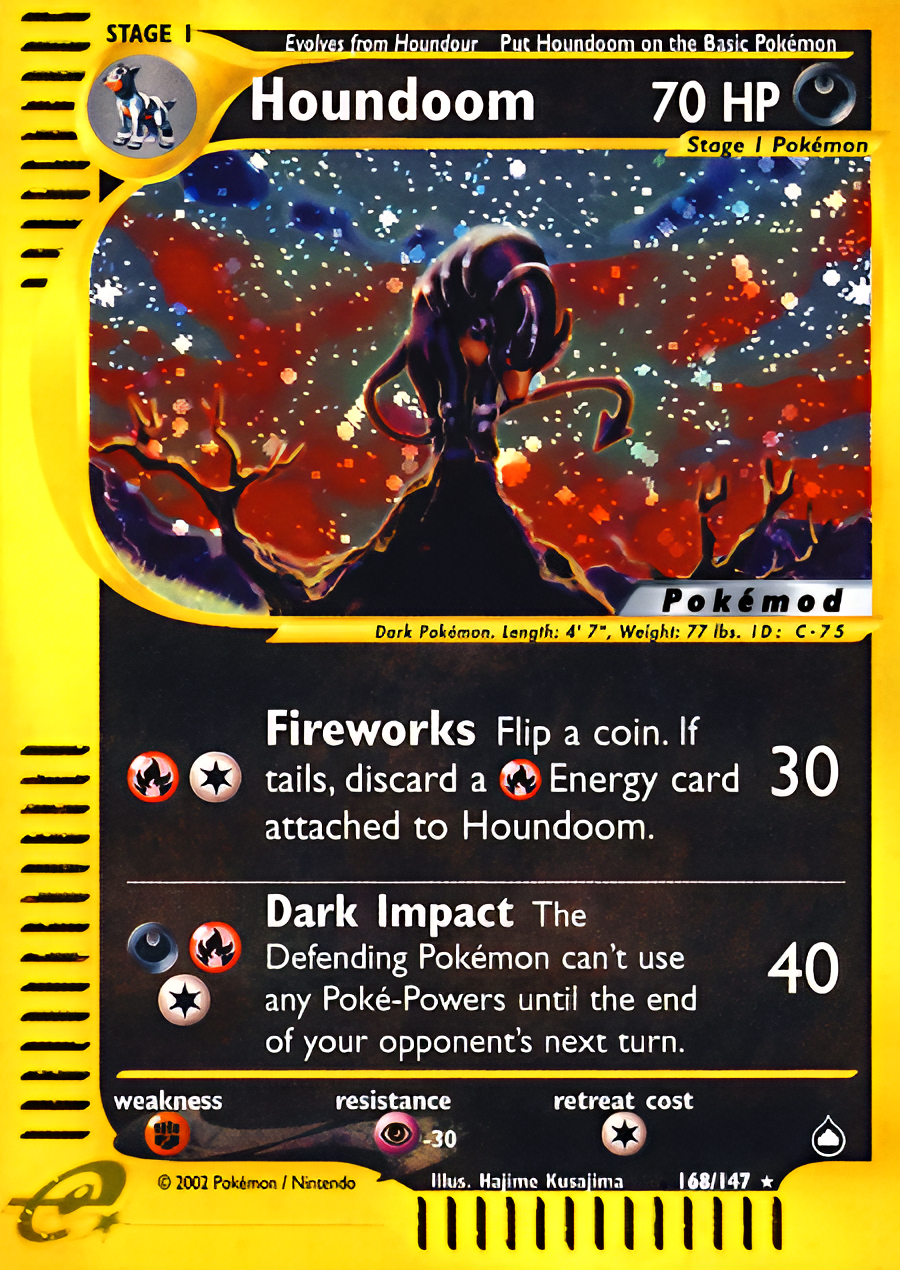 STAGE 1
Evolves from Houndour Put Houndoom on the Basic Pokémon
Houndoom 70 HP
Stage 1 Pokémon
Pokémod
Dark Pokémon. Length: 4' 7", Weight: 77 lbs. ID: C-75
Fireworks Flip a coin. If
tails, discard a Energy card 30
attached to Houndoom.
Dark Impact The
Defending Pokémon can't use
any Poké-Powers until the end 40
of your opponent's next turn.
weakness resistance retreat cost
-30
© 2002 Pokémon / Nintendo Illus. Hajime Kusajima 168/147
e